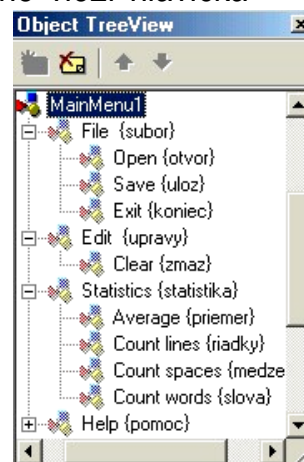 Object TreeView
MainMenu1
File {subor}
Open {otvor}
Save {uloz}
Exit {koniec}
Edit {upravy}
Clear {zmaz}
Statistics {statistika}
Average {priemer}
Count lines {riadky}
Count spaces {medze
Count words {slova}
Help {pomoc}